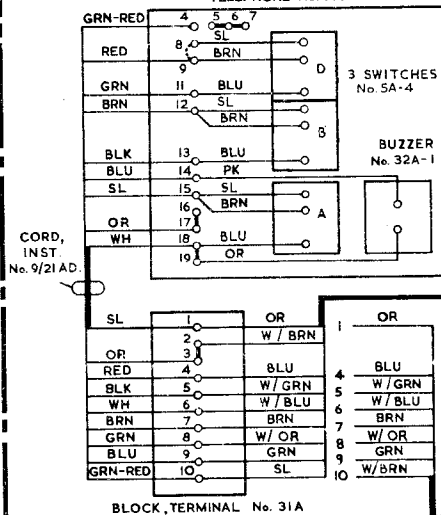 GRN-RED 4 5 6 7
SL
8
RED BRN
9 D
GRN 11 BLU
BRN 12 SL
BRN B
3 SWITCHES
No. 5A-4
BUZZER
No. 32A-1
BLK 13 BLU
BLU 14 PK
SL 15 SL
BRN
16 A
OR 17
WH 18 BLU
19 OR
CORD,
INST.
No. 9/21 AD.
SL 1 OR 1 OR
2 W/BRN
OR 3
RED 4 BLU 4 BLU
BLK 5 W/GRN 5 W/GRN
WH 6 W/BLU 6 W/BLU
BRN 7 BRN 7 BRN
GRN 8 W/OR 8 W/OR
BLU 9 GRN 9 GRN
GRN-RED 10 SL 10 W/BRN
BLOCK, TERMINAL No. 31A